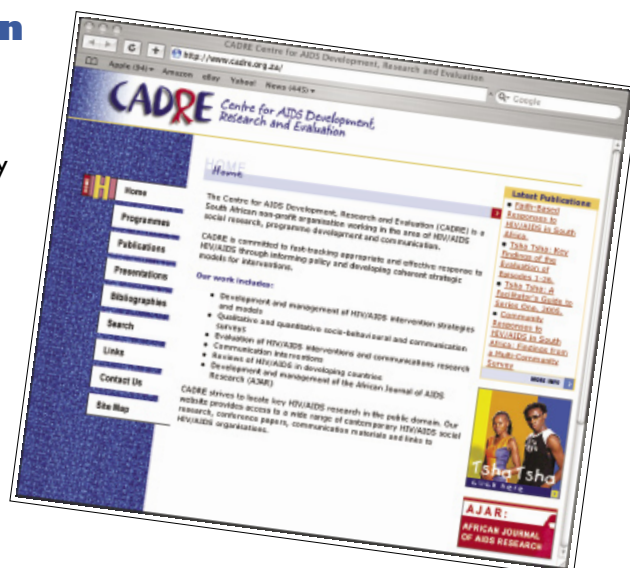 n
y
CADRE Centre for AIDS Development, Research and Evaluation
http://www.cadre.org.za/
Google
Apple (34) Amazon eBay Yahoo! News (445)
CADRE Centre for AIDS Development,
Research and Evaluation
HOME
Home
Home
Programmes
Publications
Presentations
Bibliographies
Search
Links
Contact Us
Site Map
The Centre for AIDS Development, Research and Evaluation (CADRE) is a
South African non-profit organisation working in the area of HIV/AIDS
social research, programme development and communication.
CADRE is committed to fast-tracking appropriate and effective response to
HIV/AIDS through informing policy and developing coherent strategic
models for interventions.
Our work includes:
• Development and management of HIV/AIDS intervention strategies
and models
• Qualitative and quantitative socio-behavioural and communication
surveys
• Evaluation of HIV/AIDS interventions and communications research
• Communication interventions
• Reviews of HIV/AIDS in developing countries
• Development and management of the African Journal of AIDS
Research (AJAR)
CADRE strives to locate key HIV/AIDS research in the public domain. Our
website provides access to a wide range of contemporary HIV/AIDS social
research, conference papers, communication materials and links to
HIV/AIDS organisations.
Latest Publications
• Faith-Based
Responses to
HIV/AIDS in South
Africa.
• Tsha Tsha: Key
Findings of the
Evaluation of
Episodes 1-26.
• Tsha Tsha: A
Facilitator's Guide to
Series One, 2005.
• Community
Responses to
HIV/AIDS in South
Africa: Findings from
a Multi-Community
Survey
MORE INFO
Tsha Tsha
CLICK HERE
AJAR:
AFRICAN JOURNAL
OF AIDS RESEARCH